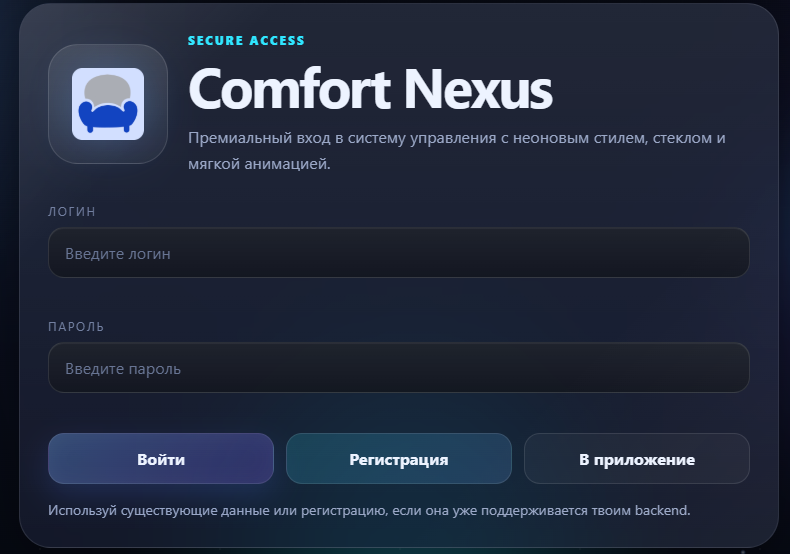 SECURE ACCESS
Comfort Nexus
Премиальный вход в систему управления с неоновым стилем, стеклом и
мягкой анимацией.
ЛОГИН
Введите логин
ПАРОЛЬ
Введите пароль
Войти
Регистрация
В приложение
Используй существующие данные или регистрацию, если она уже поддерживается твоим backend.